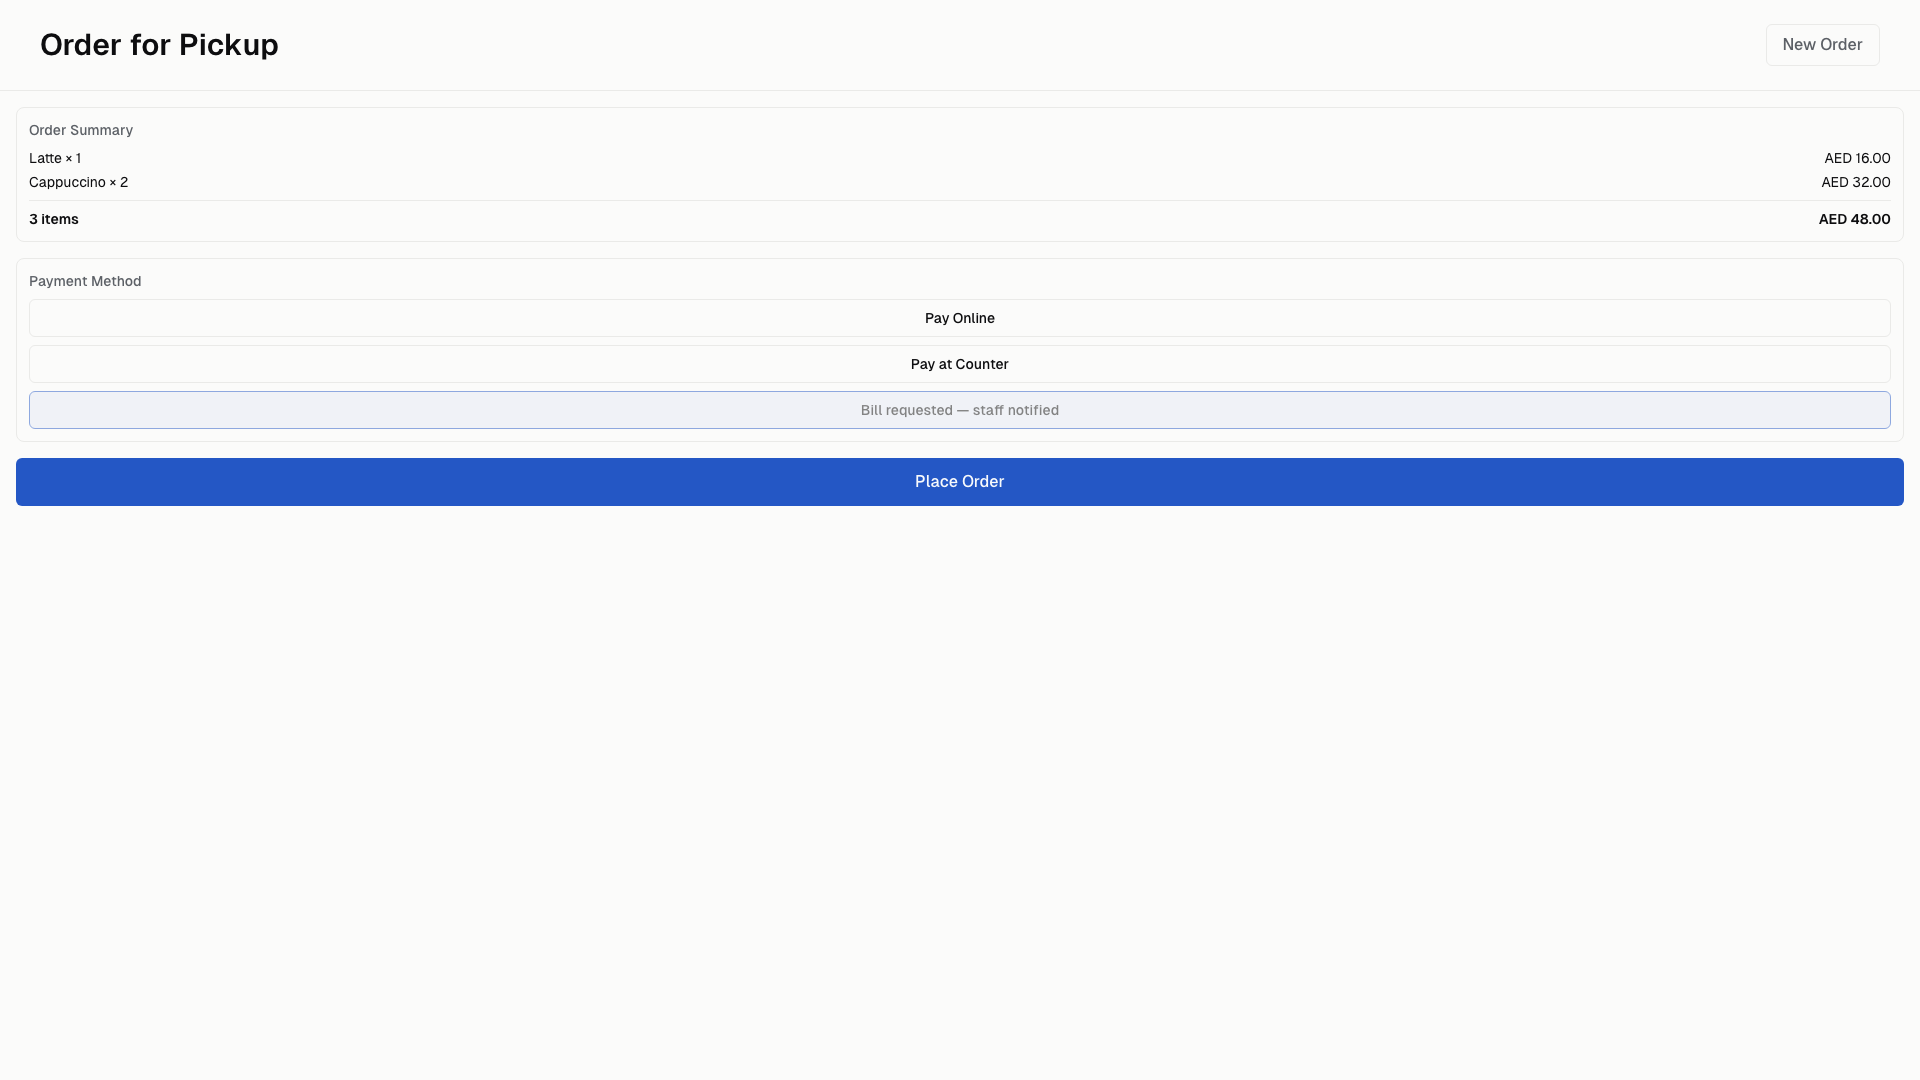 Order for Pickup
New Order
Order Summary
Latte × 1 AED 16.00
Cappuccino × 2 AED 32.00
3 items AED 48.00
Payment Method
Pay Online
Pay at Counter
Bill requested — staff notified
Place Order